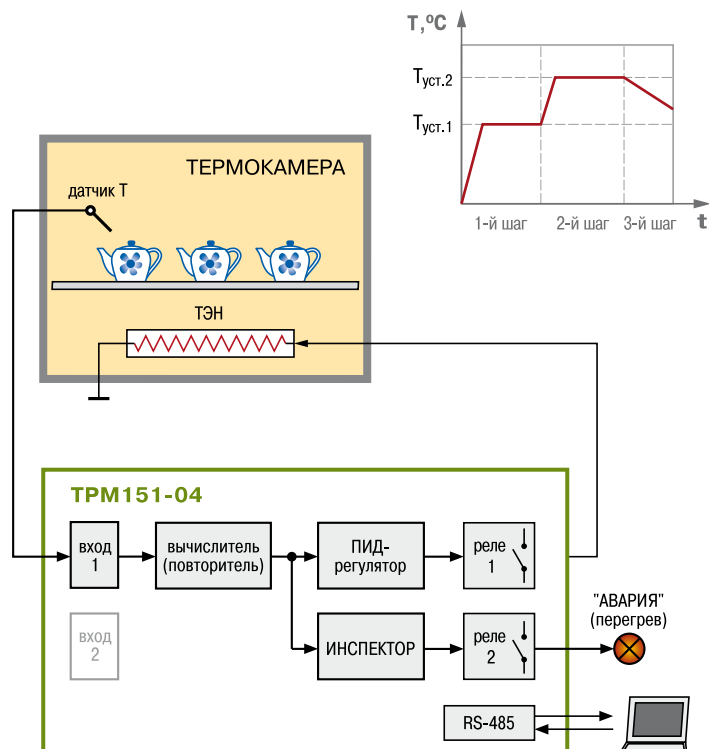 T,ºC
Tуст.2
Tуст.1
1-й шаг
2-й шаг
3-й шаг
t
ТЕРМОКАМЕРА
датчик Т
ТЭН
ТРМ151-04
вход
1
вычислитель
(повторитель)
ПИД-
регулятор
реле
1
вход
2
ИНСПЕКТОР
реле
2
"АВАРИЯ"
(перегрев)
RS-485